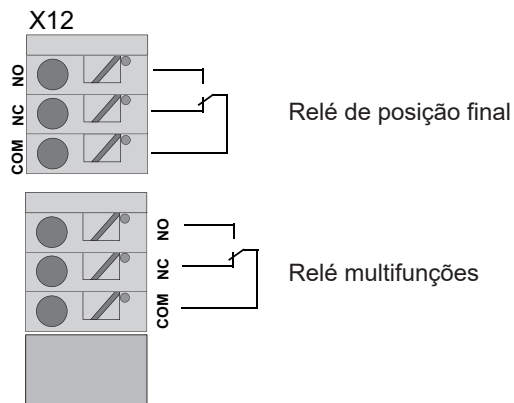 X12
NO
NC
COM
Relé de posição final
NO
NC
COM
Relé multifunções